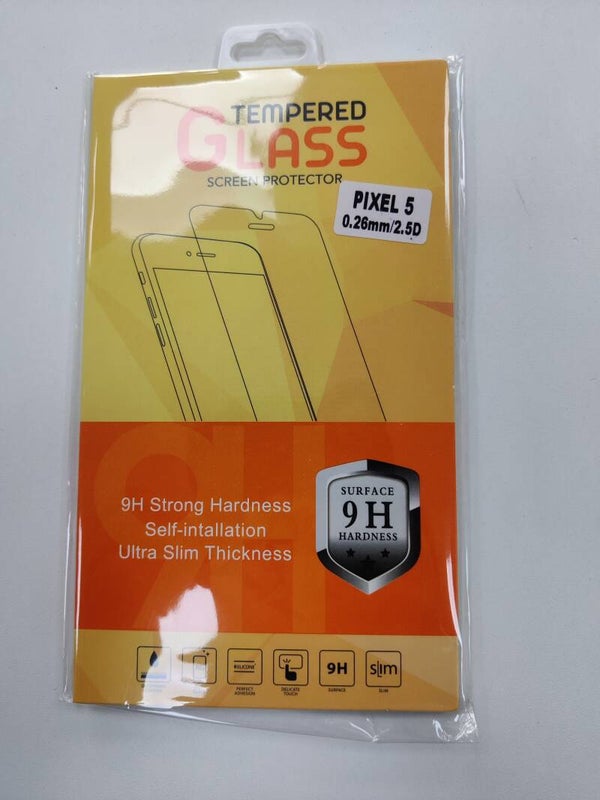 TEMPERED
GLASS
SCREEN PROTECTOR
PIXEL 5
0.26mm/2.5D
9H Strong Hardness
Self-intallation
Ultra Slim Thickness
SURFACE
9H
HARDNESS
SILICONE
9H
slim
PERFECT
ADHESION
DELICATE
TOUCH
SURFACE
SLIM